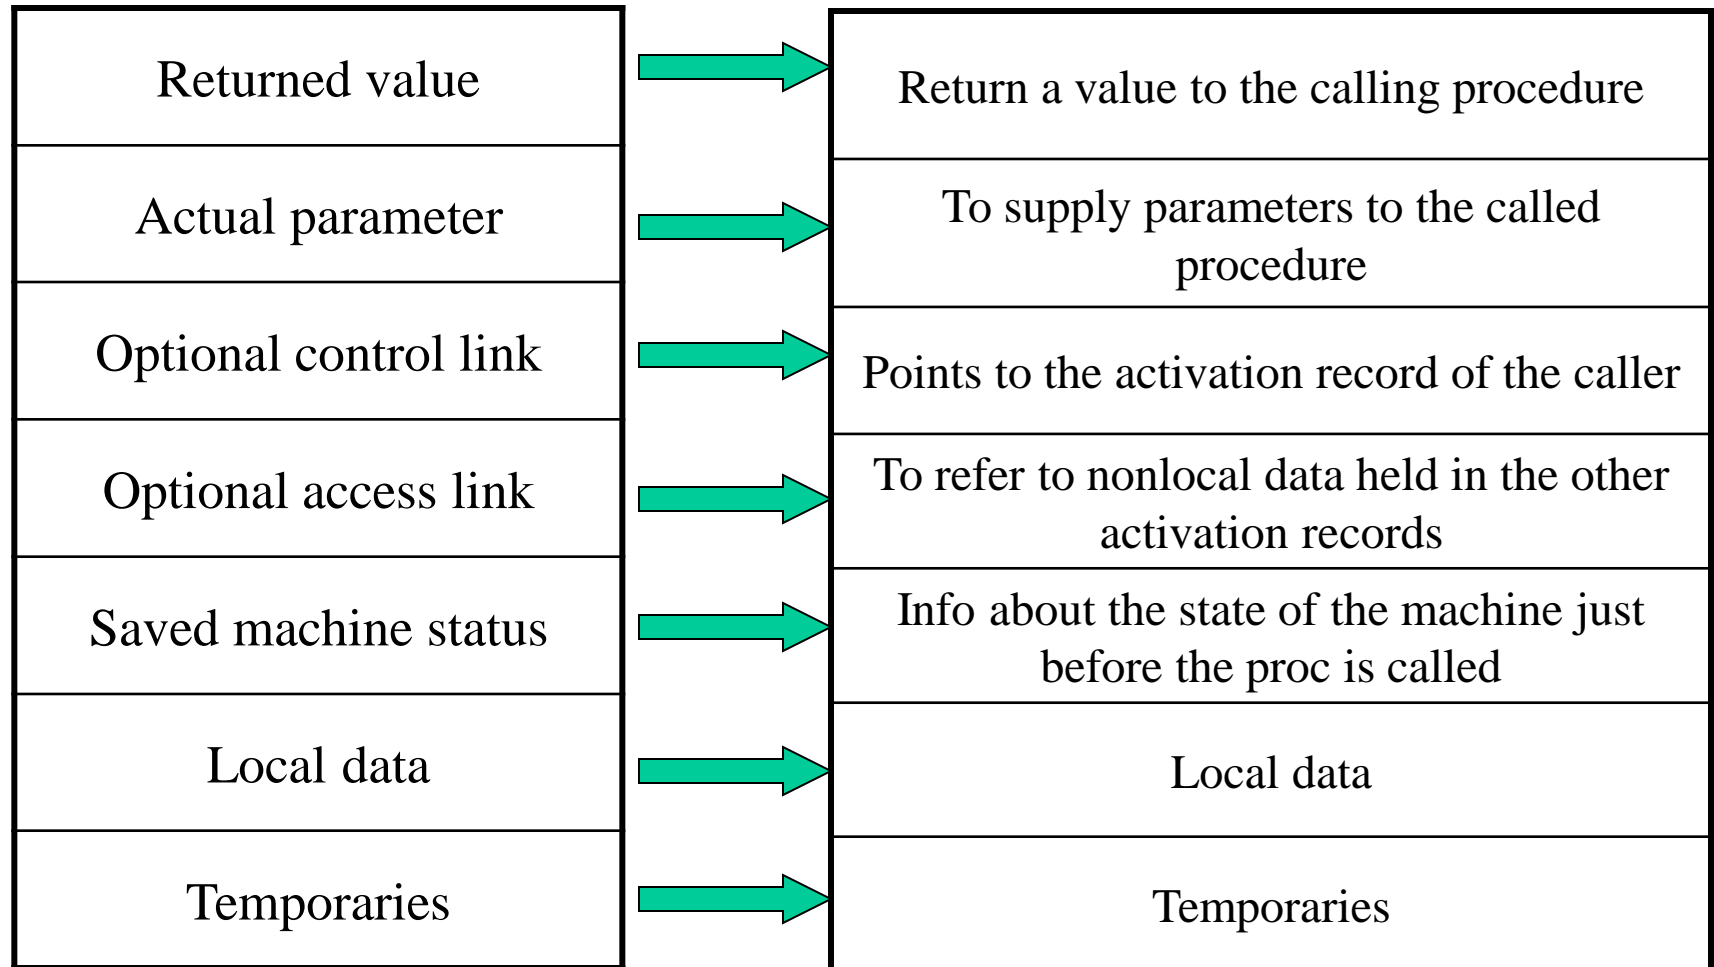 Returned value
Return a value to the calling procedure
Actual parameter
To supply parameters to the called
procedure
Optional control link
Points to the activation record of the caller
Optional access link
To refer to nonlocal data held in the other
activation records
Saved machine status
Info about the state of the machine just
before the proc is called
Local data
Local data
Temporaries
Temporaries